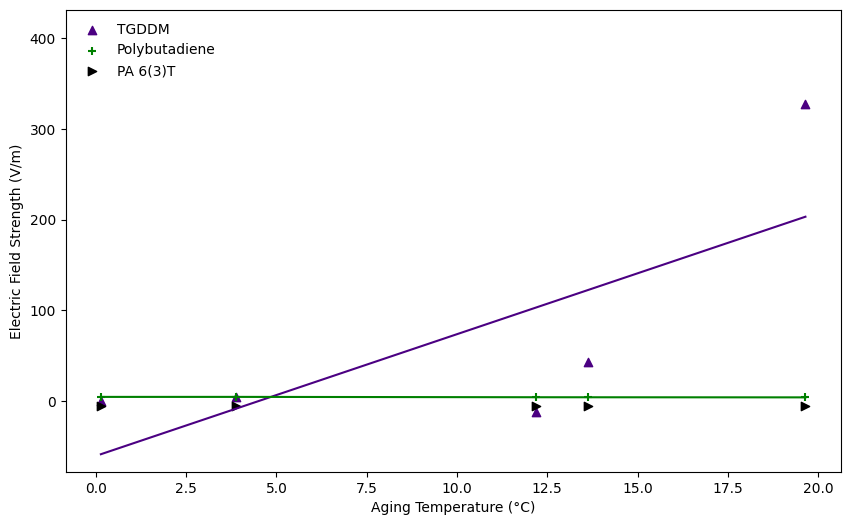 TGDDM
Polybutadiene
PA 6(3)T
400
300
200
100
0
Electric Field Strength (V/m)
0.0 2.5 5.0 7.5 10.0 12.5 15.0 17.5 20.0
Aging Temperature (°C)